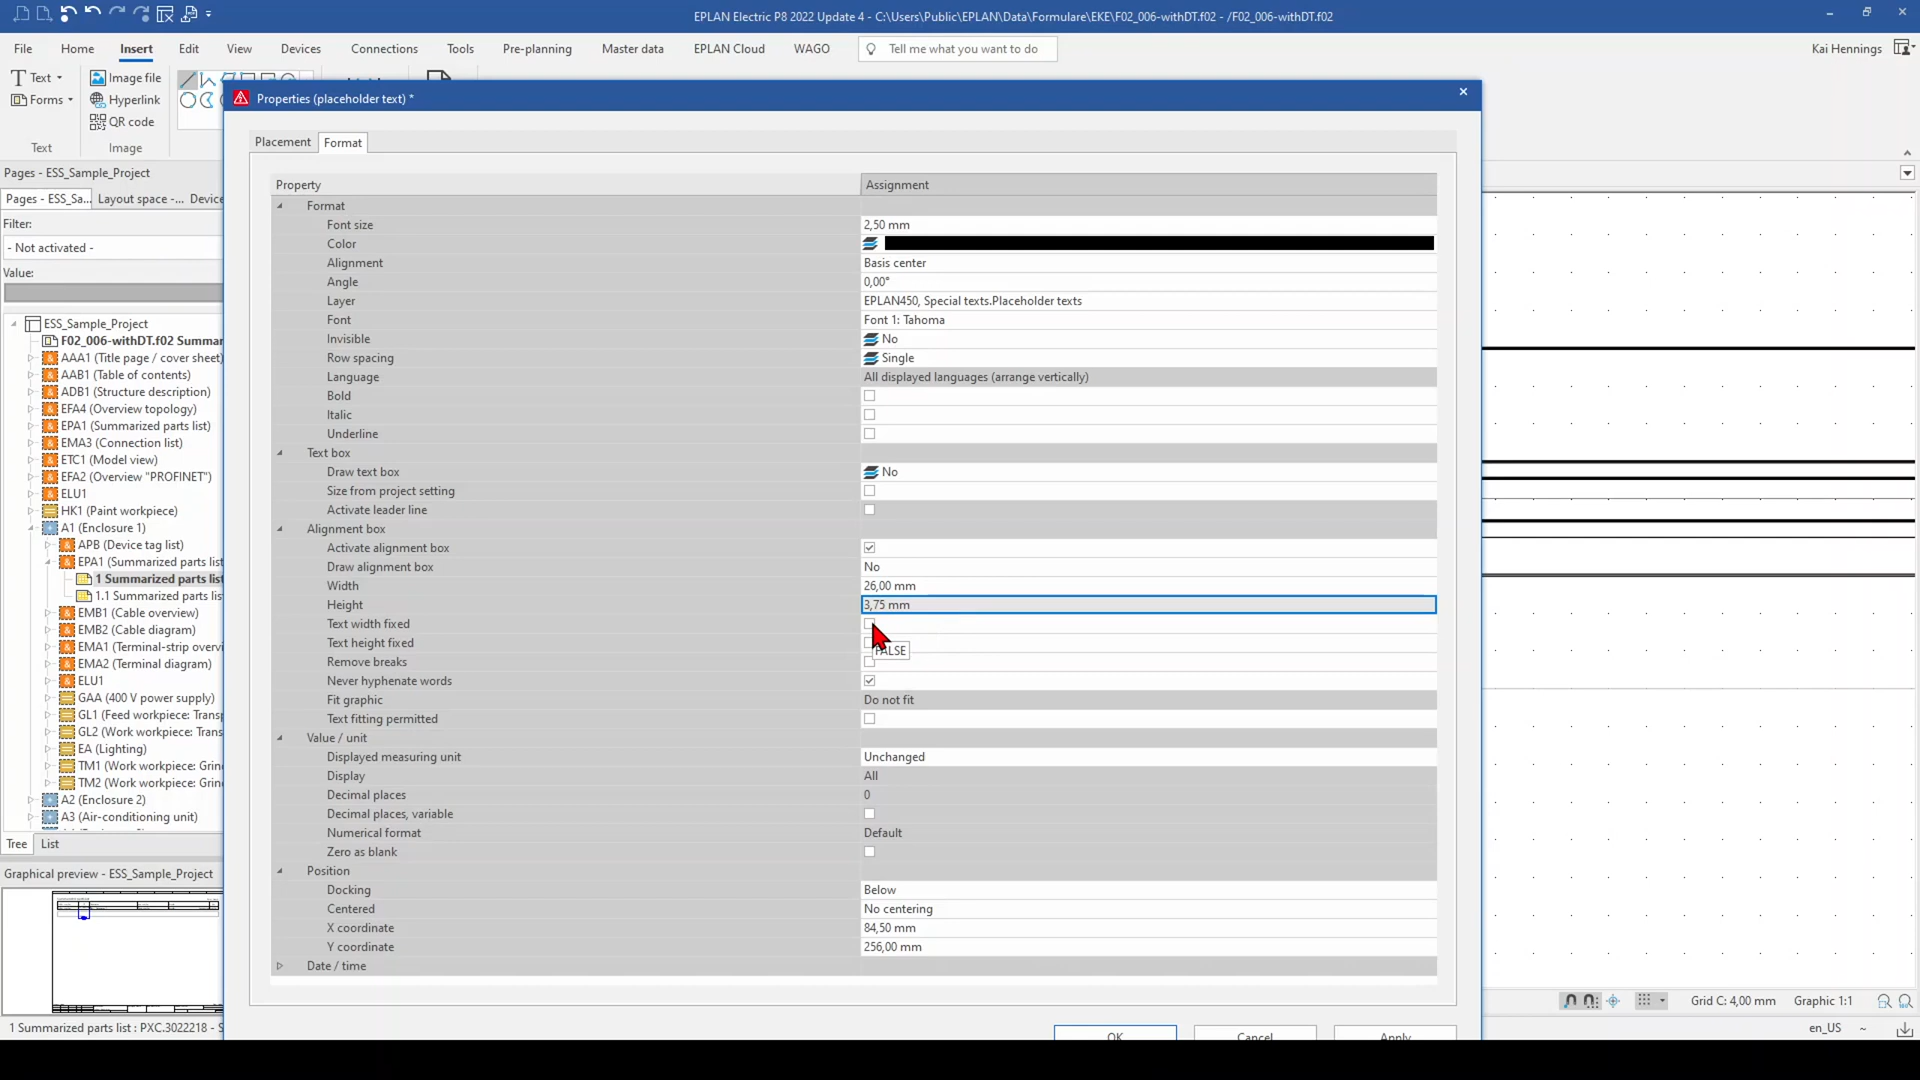 EPLAN Electric P8 2022 Update 4 - C:\Users\Public\EPLAN\Data\Formulare\EKE\F02_006-withDT.f02 - /F02_006-withDT.f02
File Home Insert Edit View Devices Connections Tools Pre-planning Master data EPLAN Cloud WAGO Tell me what you want to do Kai Hennings
Text Image file
Forms Hyperlink
QR code
Text Image
Properties (placeholder text) *
Placement Format
Pages - ESS_Sample_Project
Pages - ESS_Sa... Layout space -... Device
Filter:
- Not activated -
Value:
ESS_Sample_Project
F02_006-withDT.f02 Summar
AAA1 (Title page / cover sheet)
AAB1 (Table of contents)
ADB1 (Structure description)
EFA4 (Overview topology)
EPA1 (Summarized parts list)
EMA3 (Connection list)
ETC1 (Model view)
EFA2 (Overview "PROFINET")
ELU1
HK1 (Paint workpiece)
A1 (Enclosure 1)
APB (Device tag list)
EPA1 (Summarized parts list
1 Summarized parts list
1.1 Summarized parts lis
EMB1 (Cable overview)
EMB2 (Cable diagram)
EMA1 (Terminal-strip overvi
EMA2 (Terminal diagram)
ELU1
GAA (400 V power supply)
GL1 (Feed workpiece: Transp
GL2 (Work workpiece: Trans
EA (Lighting)
TM1 (Work workpiece: Grin
TM2 (Work workpiece: Grin
A2 (Enclosure 2)
A3 (Air-conditioning unit)
Tree List
Graphical preview - ESS_Sample_Project
Property Assignment
Format
Font size 2,50 mm
Color
Alignment Basis center
Angle 0,00°
Layer EPLAN450, Special texts.Placeholder texts
Font Font 1: Tahoma
Invisible No
Row spacing Single
Language All displayed languages (arrange vertically)
Bold
Italic
Underline
Text box
Draw text box No
Size from project setting
Activate leader line
Alignment box
Activate alignment box
Draw alignment box No
Width 26,00 mm
Height 3,75 mm
Text width fixed
Text height fixed
FALSE
Remove breaks
Never hyphenate words
Fit graphic Do not fit
Text fitting permitted
Value / unit
Displayed measuring unit Unchanged
Display All
Decimal places 0
Decimal places, variable
Numerical format Default
Zero as blank
Position
Docking Below
Centered No centering
X coordinate 84,50 mm
Y coordinate 256,00 mm
Date / time
OK Cancel Apply
Grid C: 4,00 mm Graphic 1:1
1 Summarized parts list : PXC.3022218 - S
en_US ~